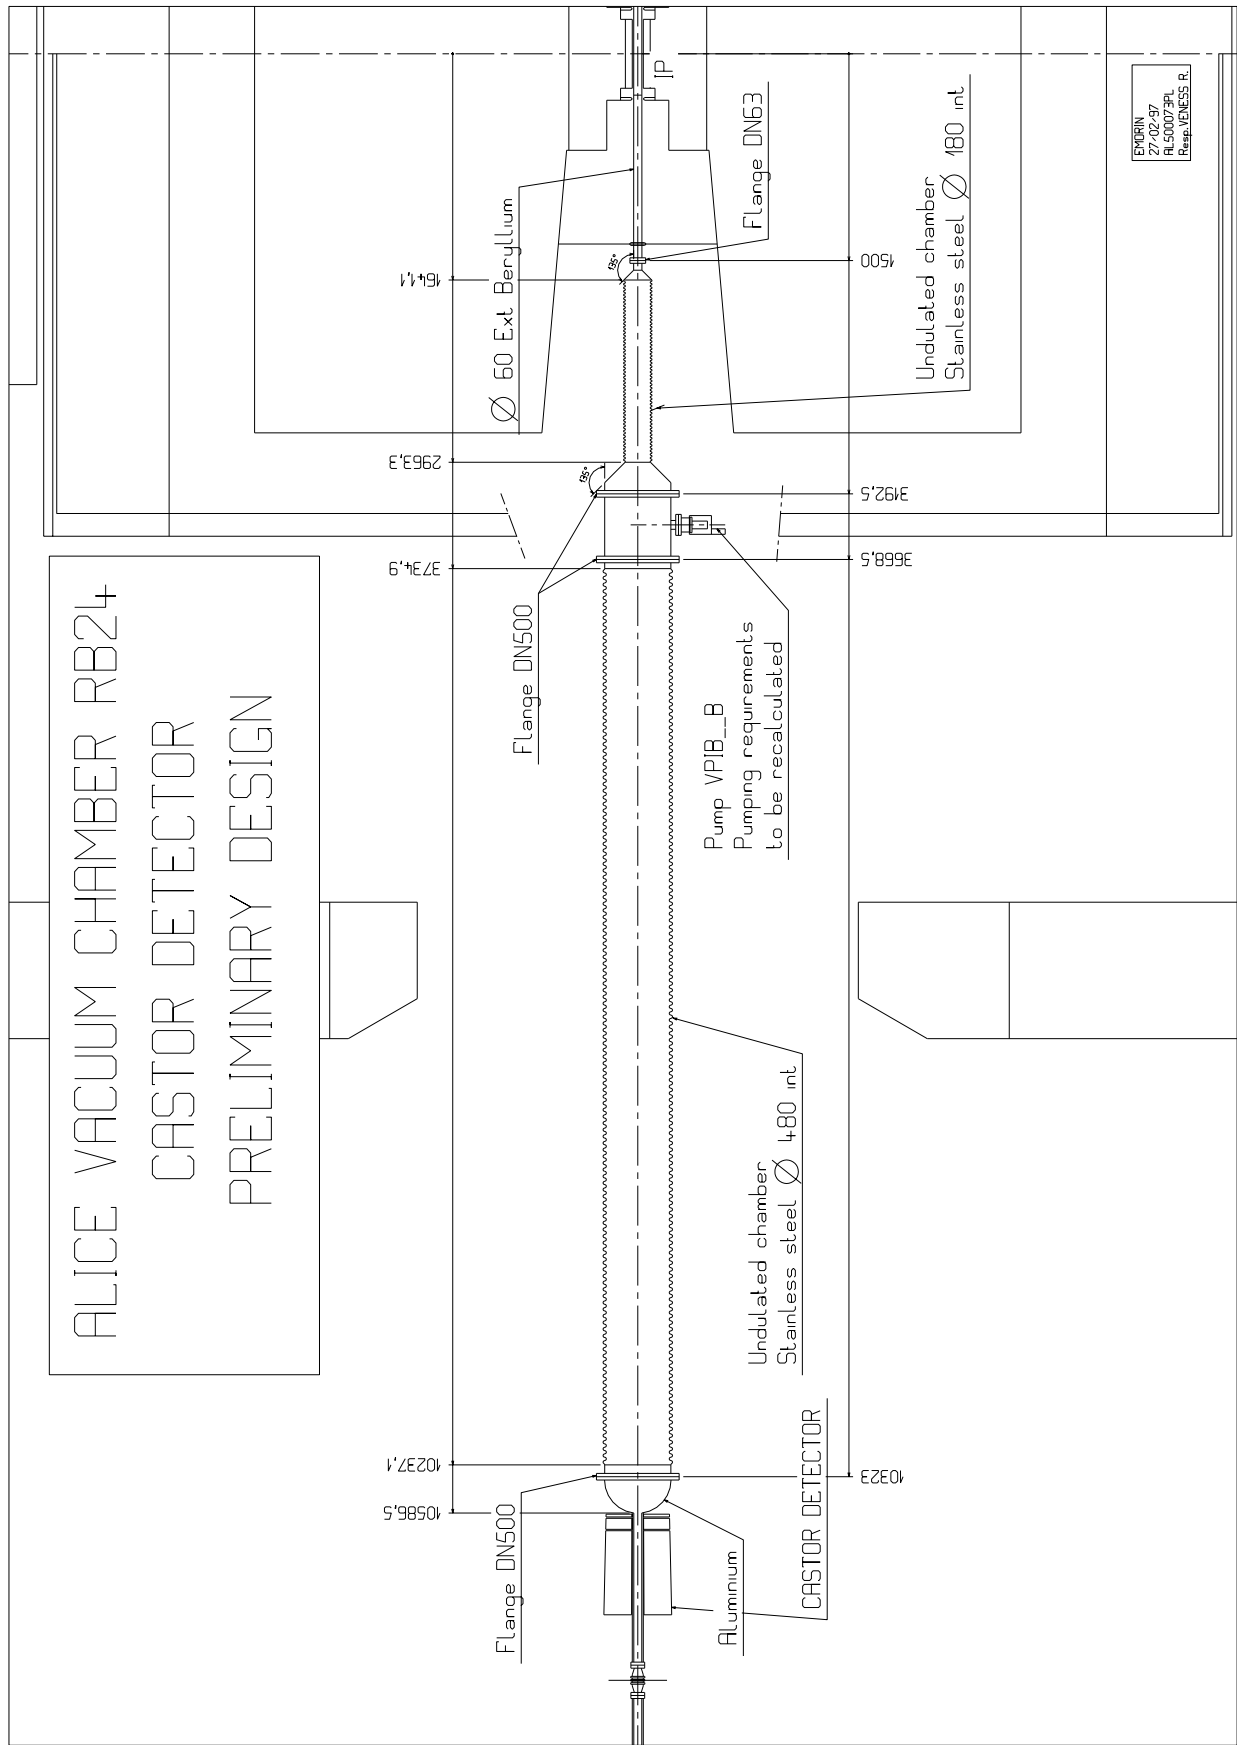 ALICE VACUUM CHAMBER RB24
CASTOR DETECTOR
PRELIMINARY DESIGN
10586,5
10237,1
3734,9
2963,3
1641,1
Flange DN500
Flange DN500
Ø 60 Ext Beryllium
135°
135°
IP
Flange DN63
Undulated chamber
Stainless steel Ø 180 int
Pump VPIB__B
Pumping requirements
to be recalculated
Undulated chamber
Stainless steel Ø 480 int
Aluminium
CASTOR DETECTOR
10323
3668,5
3192,5
1500
EMORIN
27/02/97
ALS00073PL
Resp.VENESS R.